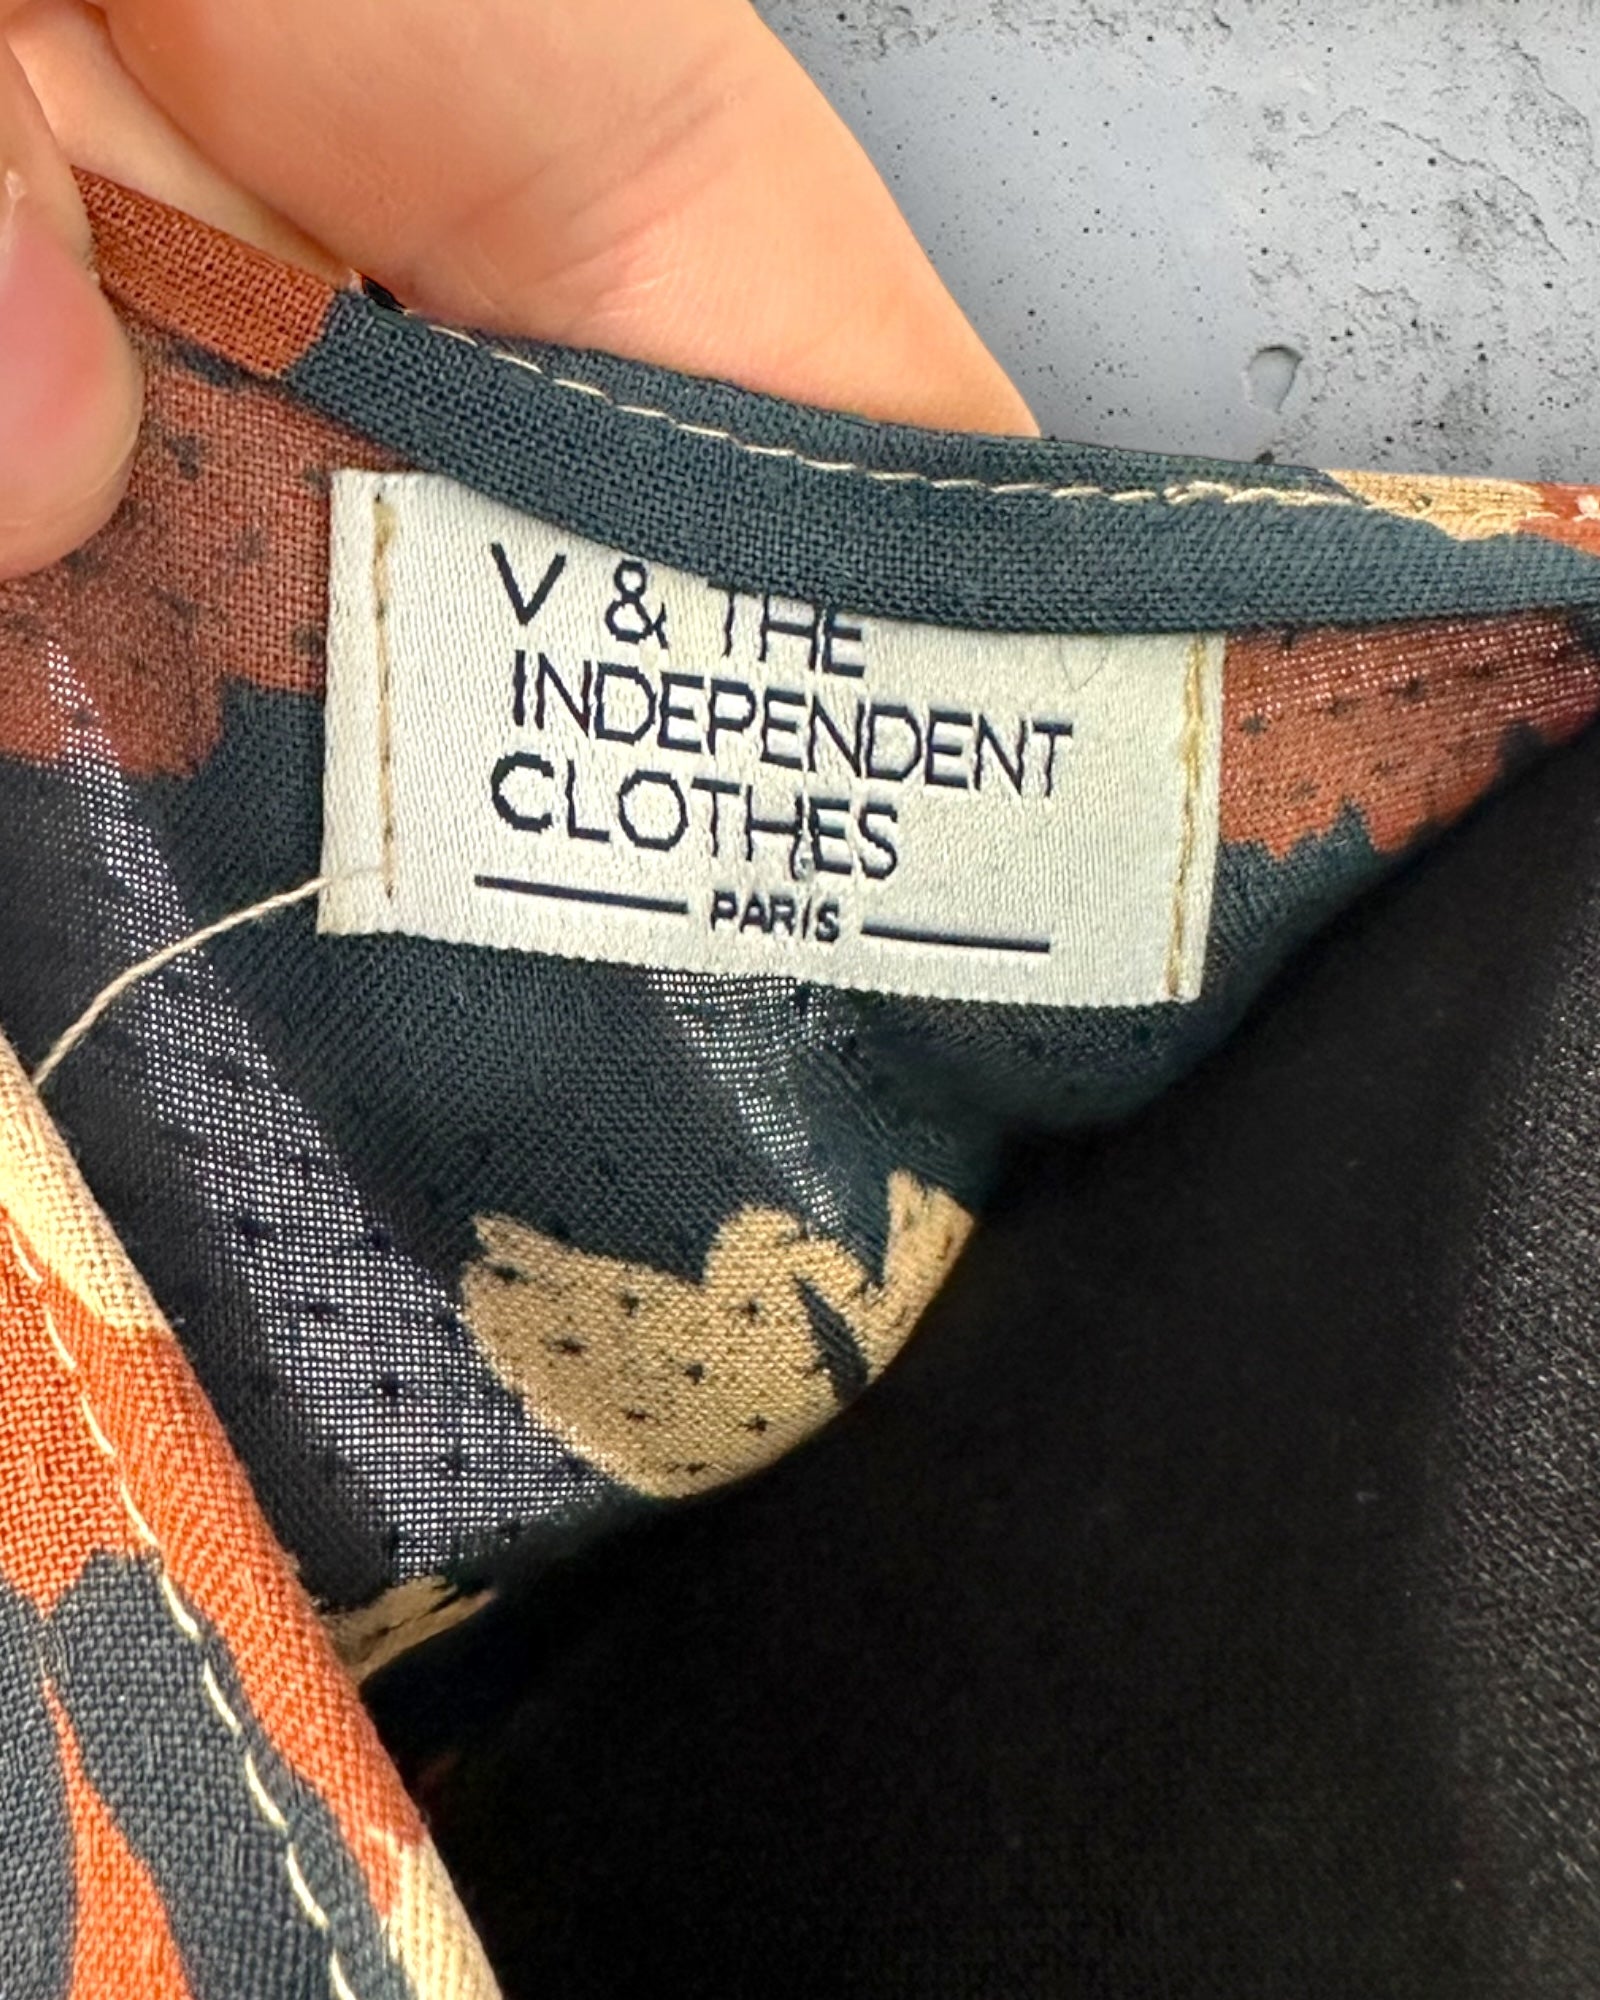 V & THE
INDEPENDENT
CLOTHES
PARIS